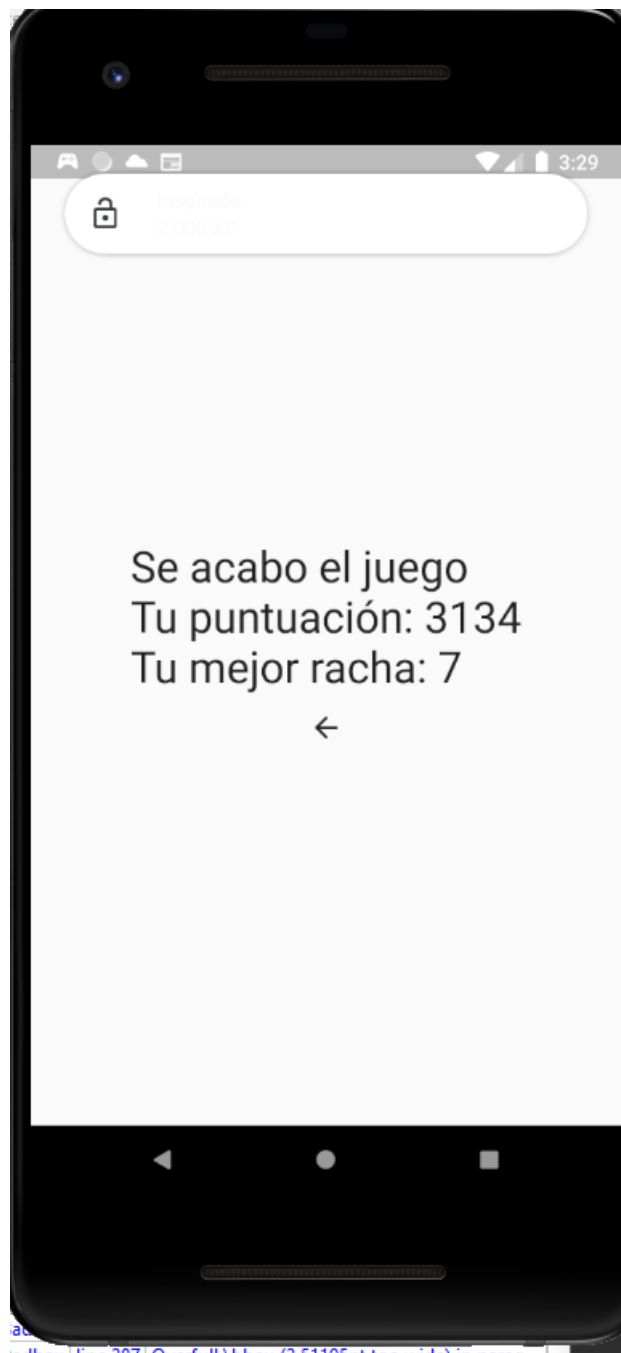 3:29
Inspirado
2.000 XP
Se acabo el juego
Tu puntuación: 3134
Tu mejor racha: 7